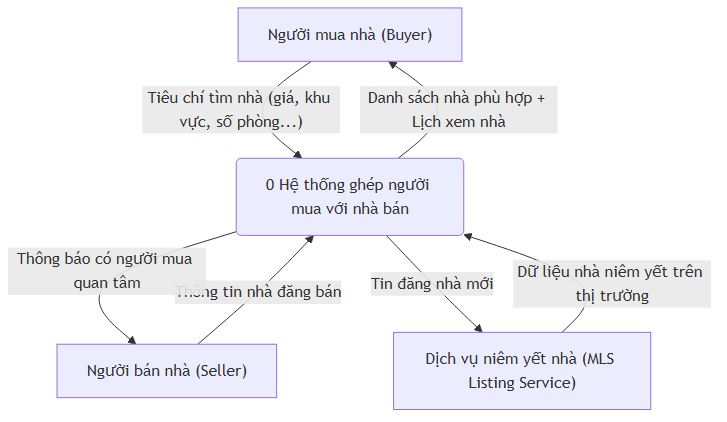 Người mua nhà (Buyer)
Tiêu chí tìm nhà (giá, khu
vực, số phòng...)
Danh sách nhà phù hợp +
Lịch xem nhà
0 Hệ thống ghép người
mua với nhà bán
Thông báo có người mua
quan tâm
Thông tin nhà đăng bán
Tin đăng nhà mới
Dữ liệu nhà niêm yết trên
thị trường
Người bán nhà (Seller)
Dịch vụ niêm yết nhà (MLS
Listing Service)